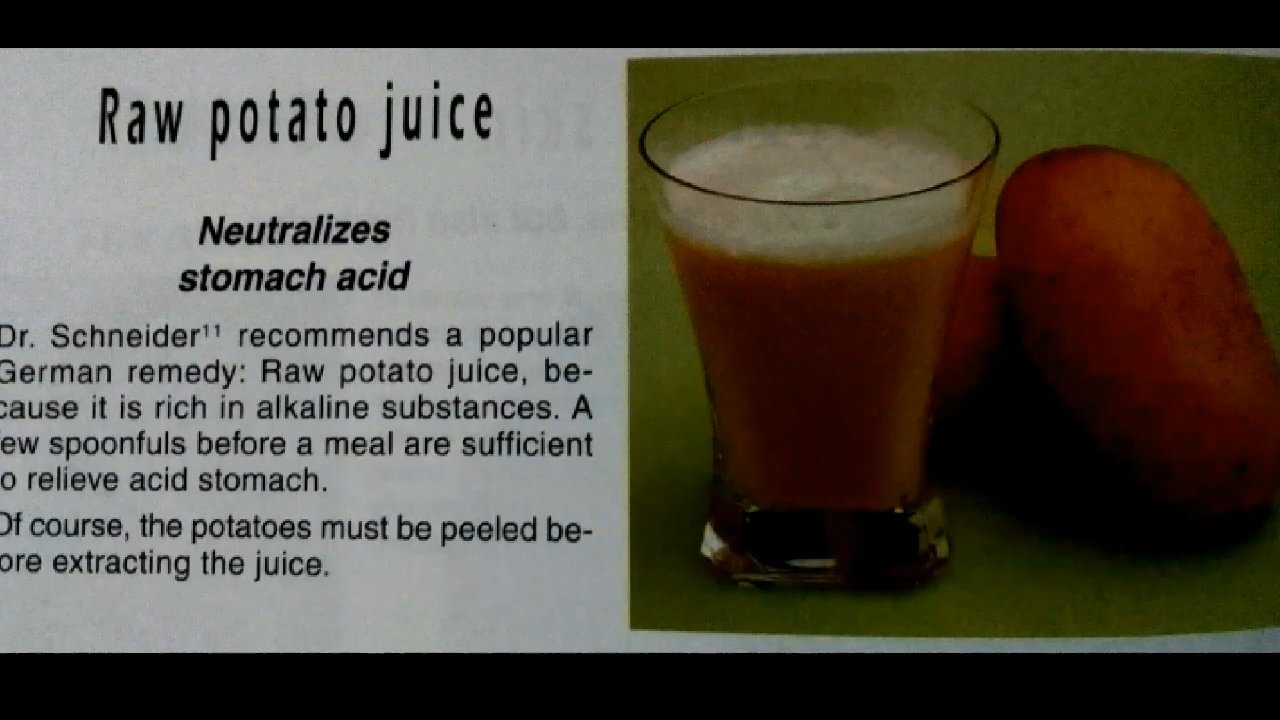 Raw potato juice
Neutralizes
stomach acid
Dr. Schneider¹¹ recommends a popular
German remedy: Raw potato juice, be-
cause it is rich in alkaline substances. A
few spoonfuls before a meal are sufficient
to relieve acid stomach.
Of course, the potatoes must be peeled be-
fore extracting the juice.